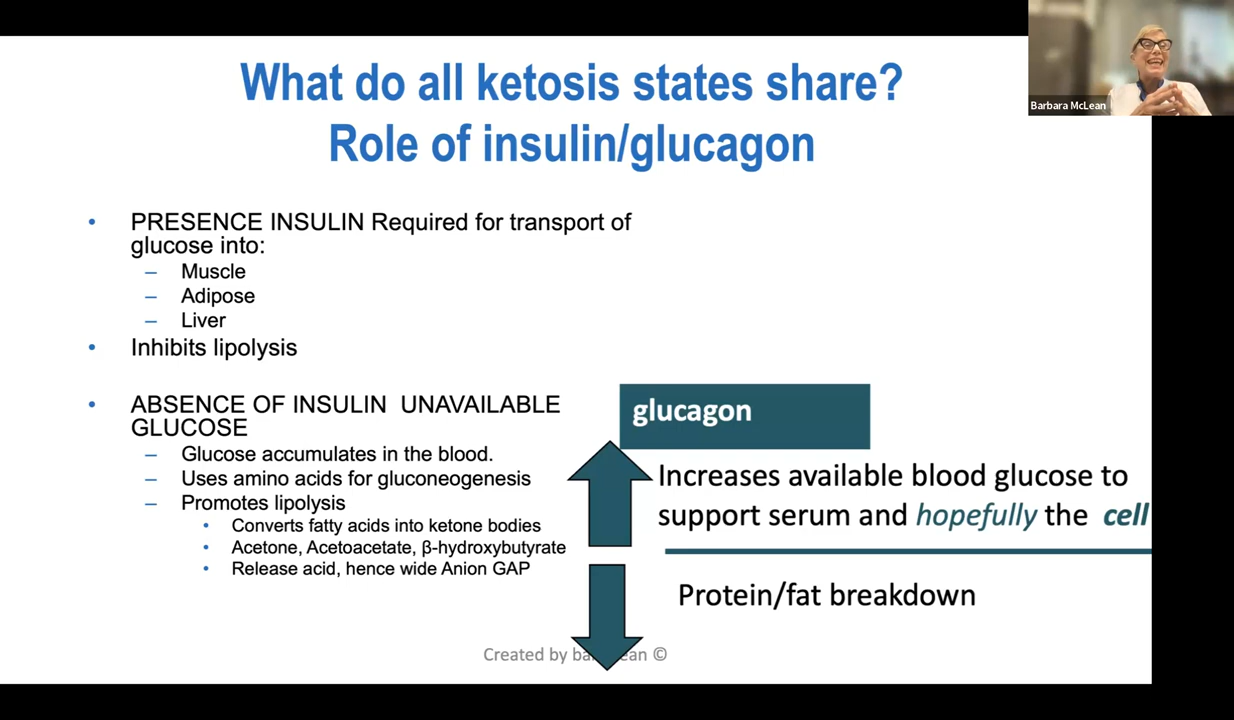 What do all ketosis states share?
Role of insulin/glucagon
Barbara McLean
• PRESENCE INSULIN Required for transport of
glucose into:
– Muscle
– Adipose
– Liver
• Inhibits lipolysis
• ABSENCE OF INSULIN UNAVAILABLE
GLUCOSE
– Glucose accumulates in the blood.
– Uses amino acids for gluconeogenesis
– Promotes lipolysis
• Converts fatty acids into ketone bodies
• Acetone, Acetoacetate, β-hydroxybutyrate
• Release acid, hence wide Anion GAP
glucagon
Increases available blood glucose to
support serum and hopefully the cell
Protein/fat breakdown
Created by ©